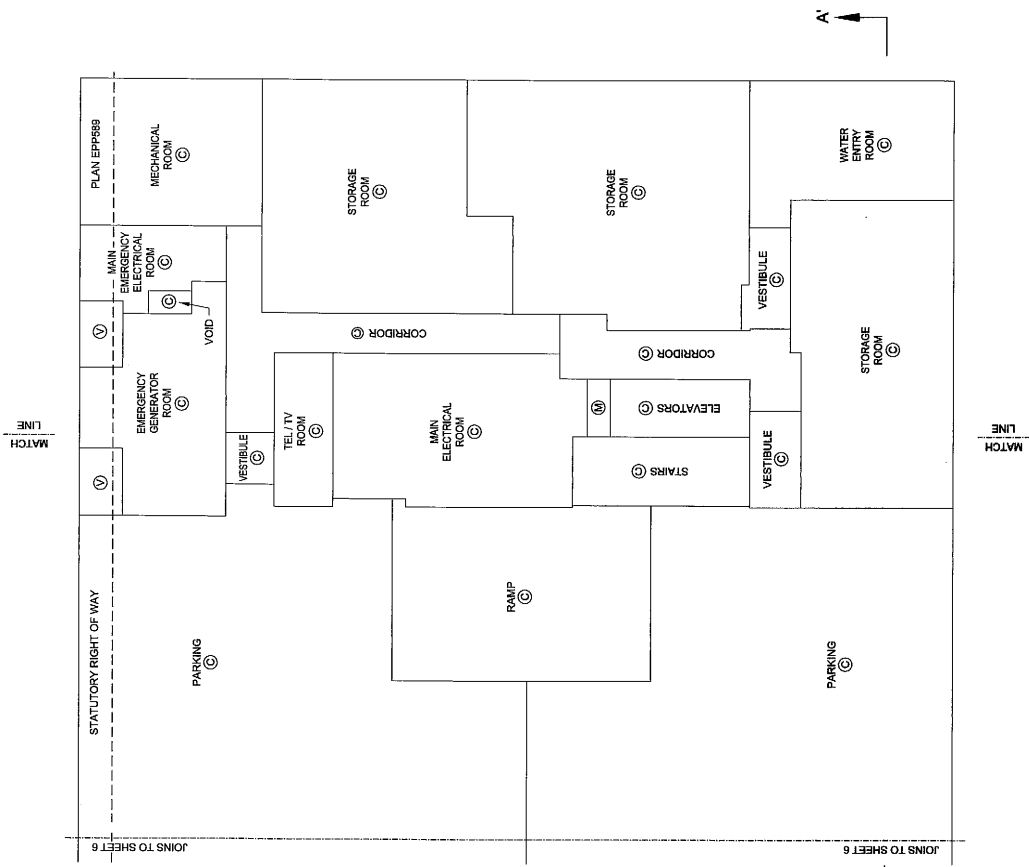 A'
PLAN EPP589
MECHANICAL
ROOM
Ⓒ
STORAGE
ROOM
Ⓒ
STORAGE
ROOM
Ⓒ
WATER
ENTRY
ROOM
Ⓒ
MAIN
EMERGENCY
ELECTRICAL
ROOM
Ⓒ
Ⓥ
Ⓒ
VOID
VESTIBULE
Ⓒ
CORRIDOR
Ⓒ
CORRIDOR
Ⓒ
STORAGE
ROOM
Ⓒ
EMERGENCY
GENERATOR
ROOM
Ⓒ
Ⓥ
VESTIBULE
Ⓒ
TEL / TV
ROOM
Ⓒ
MAIN
ELECTRICAL
ROOM
Ⓒ
Ⓜ
ELEVATORS
Ⓒ
STAIRS
Ⓒ
VESTIBULE
Ⓒ
MATCH
LINE
MATCH
LINE
STATUTORY RIGHT OF WAY
PARKING
Ⓒ
RAMP
Ⓒ
PARKING
Ⓒ
JOINS TO SHEET 6
JOINS TO SHEET 6